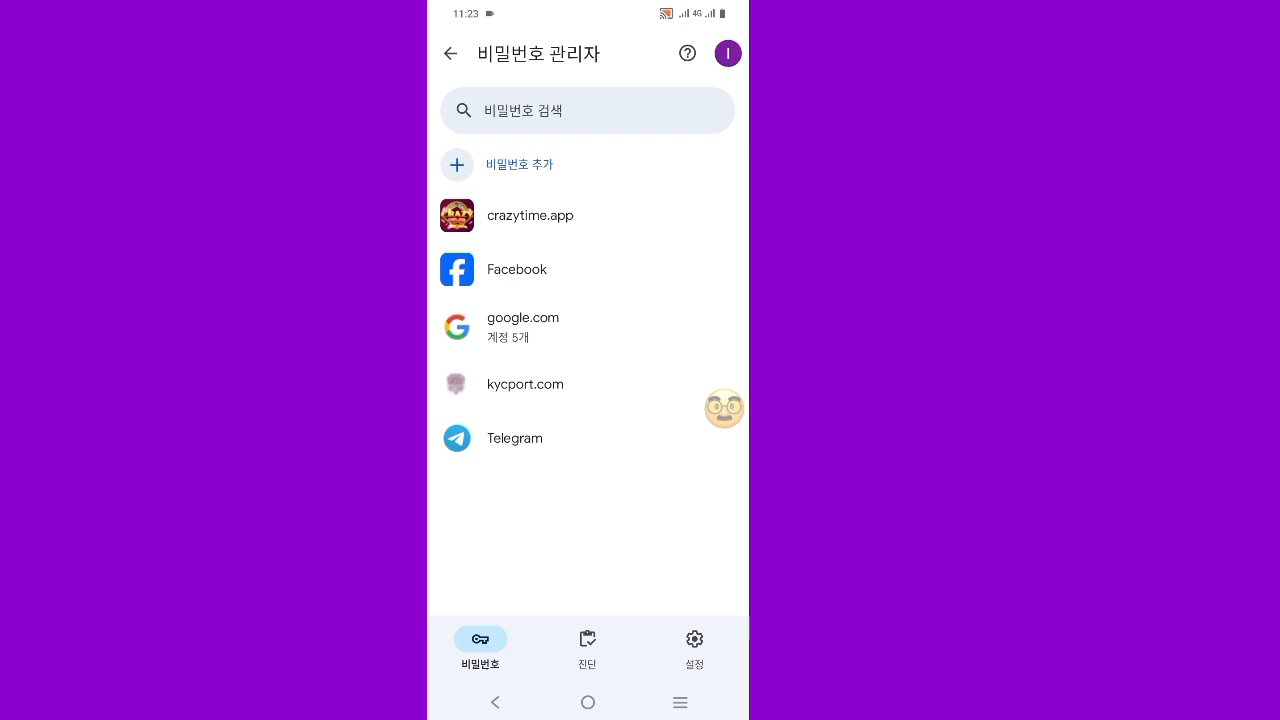 11:23
4G
비밀번호 관리자
I
비밀번호 검색
비밀번호 추가
crazytime.app
Facebook
google.com
계정 5개
kycport.com
Telegram
비밀번호
진단
설정